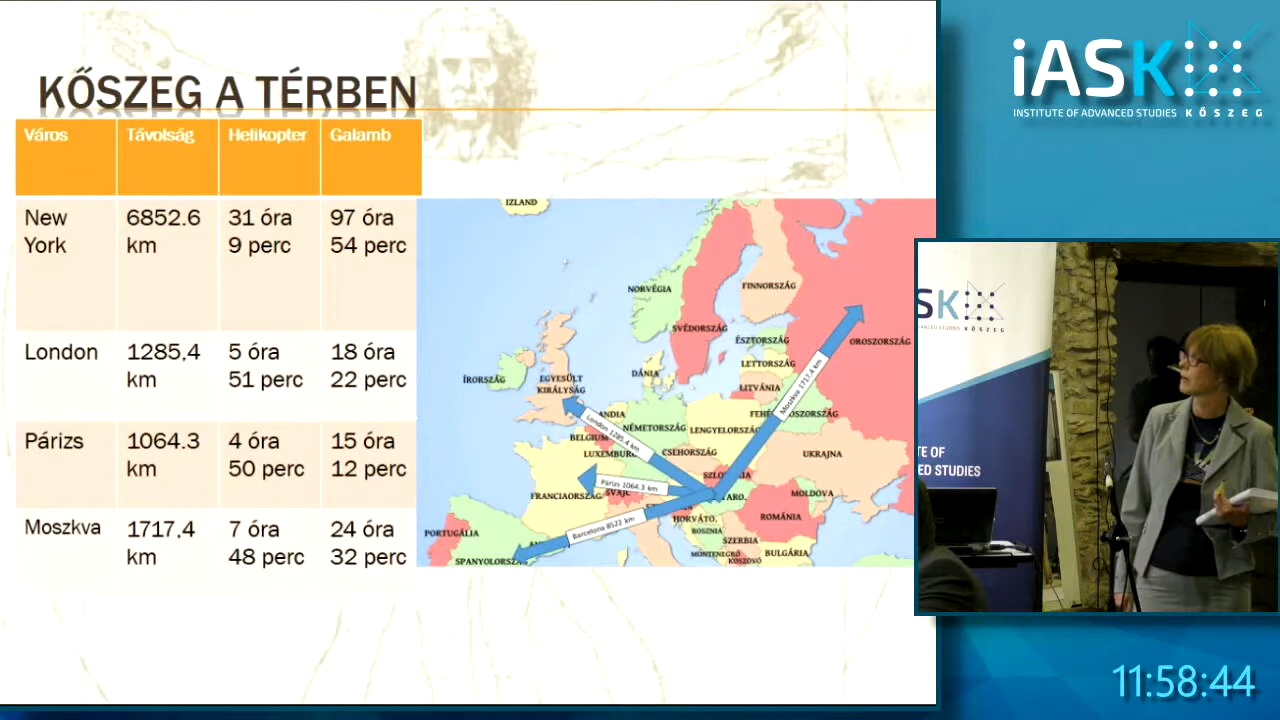 KŐSZEG A TÉRBEN
Város Távolság Helikopter Galamb
New York 6852.6 km 31 óra 9 perc 97 óra 54 perc
London 1285,4 km 5 óra 51 perc 18 óra 22 perc
Párizs 1064.3 km 4 óra 50 perc 15 óra 12 perc
Moszkva 1717,4 km 7 óra 48 perc 24 óra 32 perc
IZLAND
NORVÉGIA
FINNORSZÁG
SVÉDORSZÁG
OROSZORSZÁG
ÉSZTORSZÁG
LETTORSZÁG
LITVÁNIA
DÁNIA
ÍRORSZÁG
EGYESÜLT
KIRÁLYSÁG
Moszkva 1717.4 km
London 1285.4 km
NÉMETORSZÁG
LENGYELORSZÁG
BELGIUM
LUXEMBURG
CSEHORSZÁG
UKRAJNA
Párizs 1064.3 km
FRANCIAORSZÁG
SVÁJC
MOLDOVA
HORVÁTO.
ROMÁNIA
Barcelona 8522 km
BOSZNIA
SZERBIA
PORTUGÁLIA
SPANYOLORSZÁG
MONTENEGRÓ
KOSZOVÓ
BULGÁRIA
iASK
INSTITUTE OF ADVANCED STUDIES KŐSZEG
SK
ANCED STUDIES KŐSZEG
TE OF
ED STUDIES
11:58:44